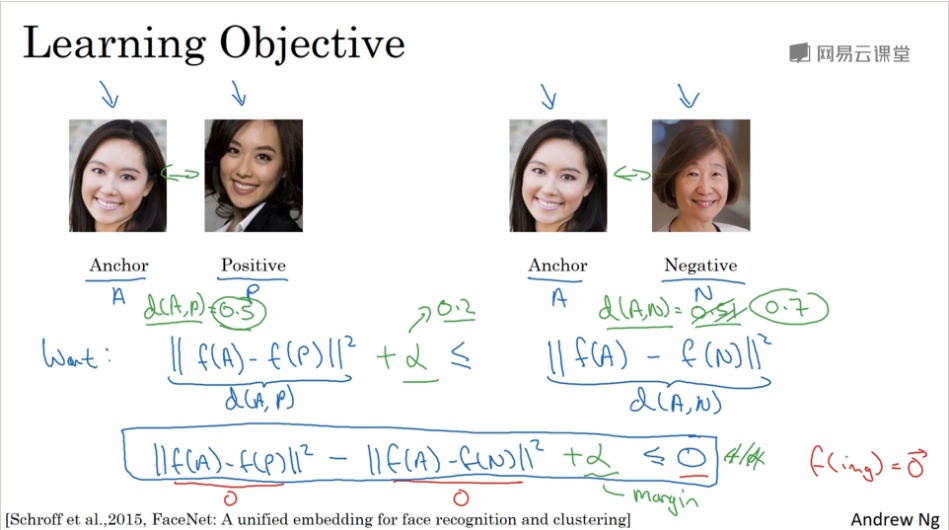 Learning Objective
网易云课堂
Anchor Positive Anchor Negative
A P A N
d(A,P) = 0.5 0.2 d(A,N) = 0.51 0.7
Want: ||f(A) - f(P)||² + α ≤ ||f(A) - f(N)||²
d(A,P) d(A,N)
||f(A) - f(P)||² - ||f(A) - f(N)||² + α ≤ 0 f(img) = 0⃗
0 0 margin
[Schroff et al.,2015, FaceNet: A unified embedding for face recognition and clustering] Andrew Ng